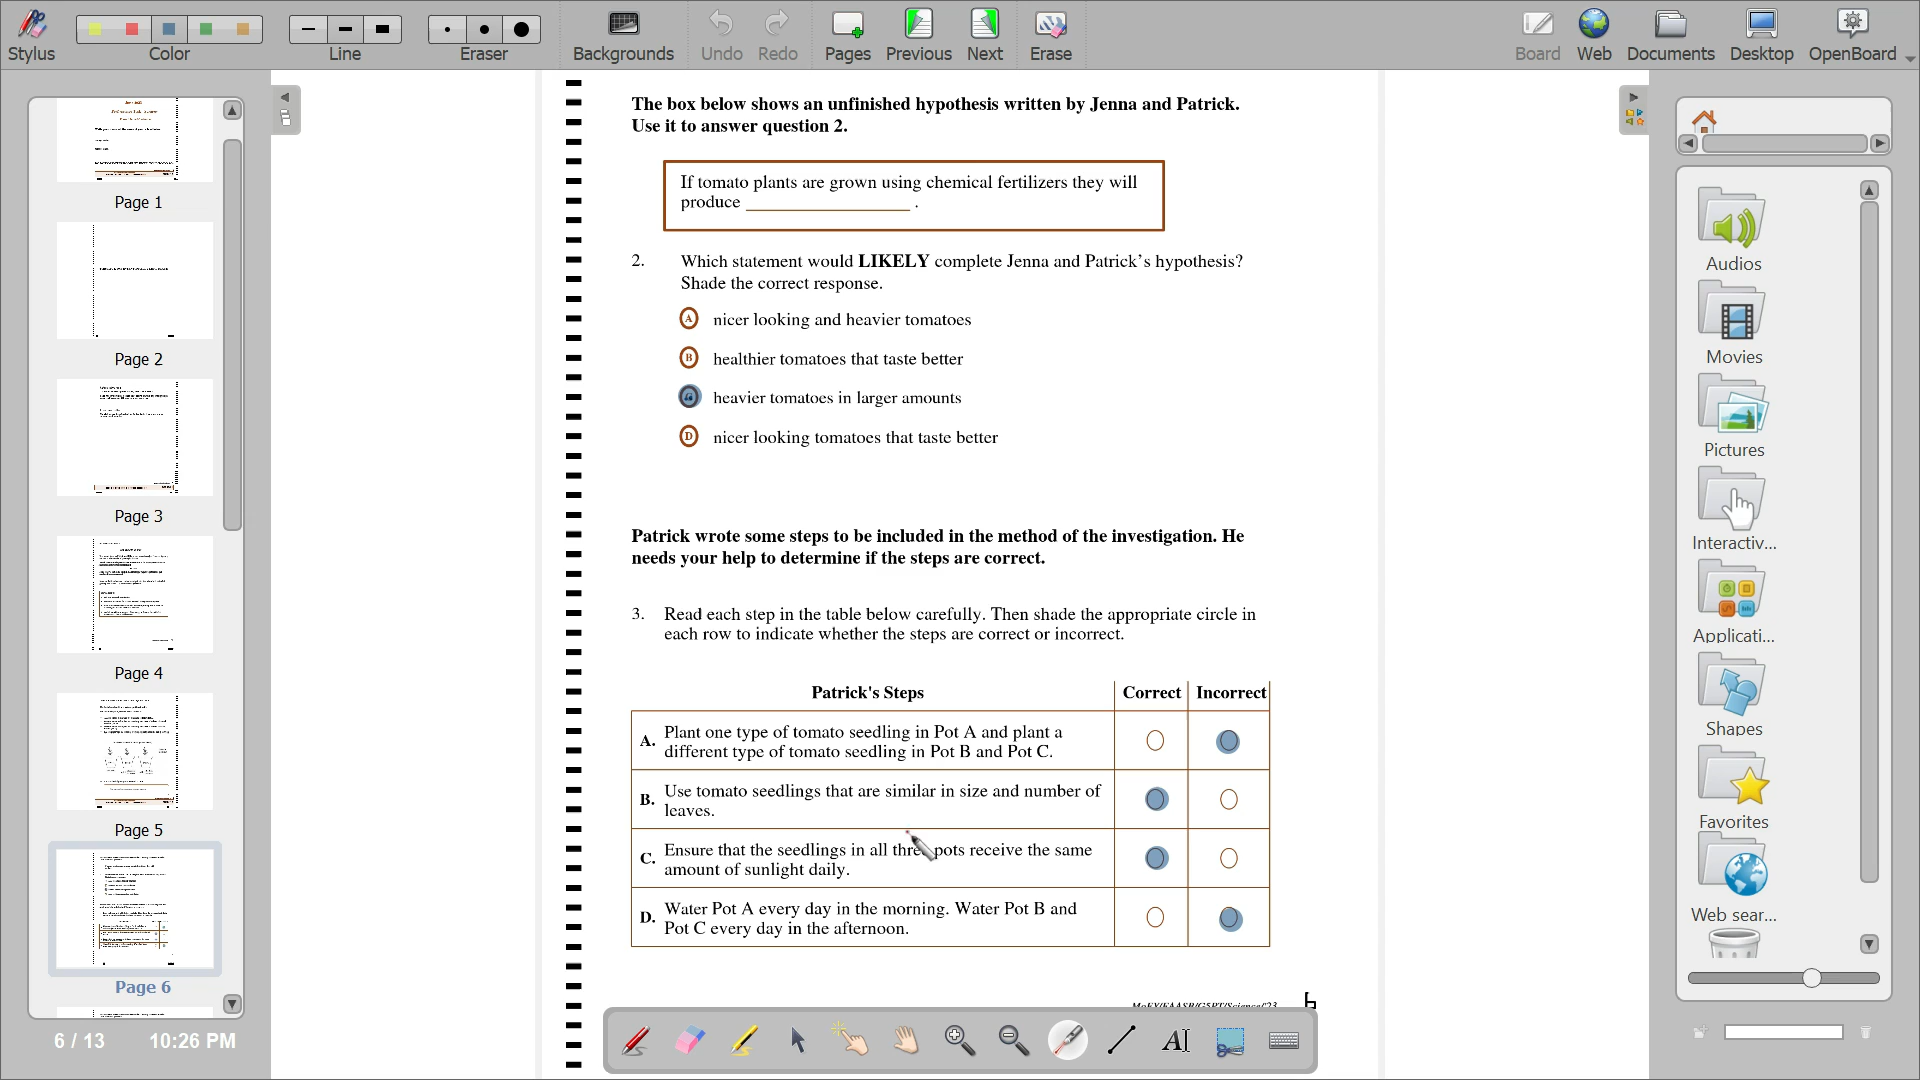 Stylus
Color
Line
Eraser
Backgrounds
Undo
Redo
Pages
Previous
Next
Erase
Board
Web
Documents
Desktop
OpenBoard
Page 1
Page 2
Page 3
Page 4
Page 5
Page 6
6 / 13 10:26 PM
The box below shows an unfinished hypothesis written by Jenna and Patrick.
Use it to answer question 2.
If tomato plants are grown using chemical fertilizers they will
produce __________________ .
2. Which statement would LIKELY complete Jenna and Patrick’s hypothesis?
Shade the correct response.
A nicer looking and heavier tomatoes
B healthier tomatoes that taste better
heavier tomatoes in larger amounts
D nicer looking tomatoes that taste better
Patrick wrote some steps to be included in the method of the investigation. He
needs your help to determine if the steps are correct.
3. Read each step in the table below carefully. Then shade the appropriate circle in
each row to indicate whether the steps are correct or incorrect.
Patrick's Steps Correct Incorrect
A. Plant one type of tomato seedling in Pot A and plant a
different type of tomato seedling in Pot B and Pot C.
B. Use tomato seedlings that are similar in size and number of
leaves.
C. Ensure that the seedlings in all three pots receive the same
amount of sunlight daily.
D. Water Pot A every day in the morning. Water Pot B and
Pot C every day in the afternoon.
Audios
Movies
Pictures
Interactiv...
Applicati...
Shapes
Favorites
Web sear...